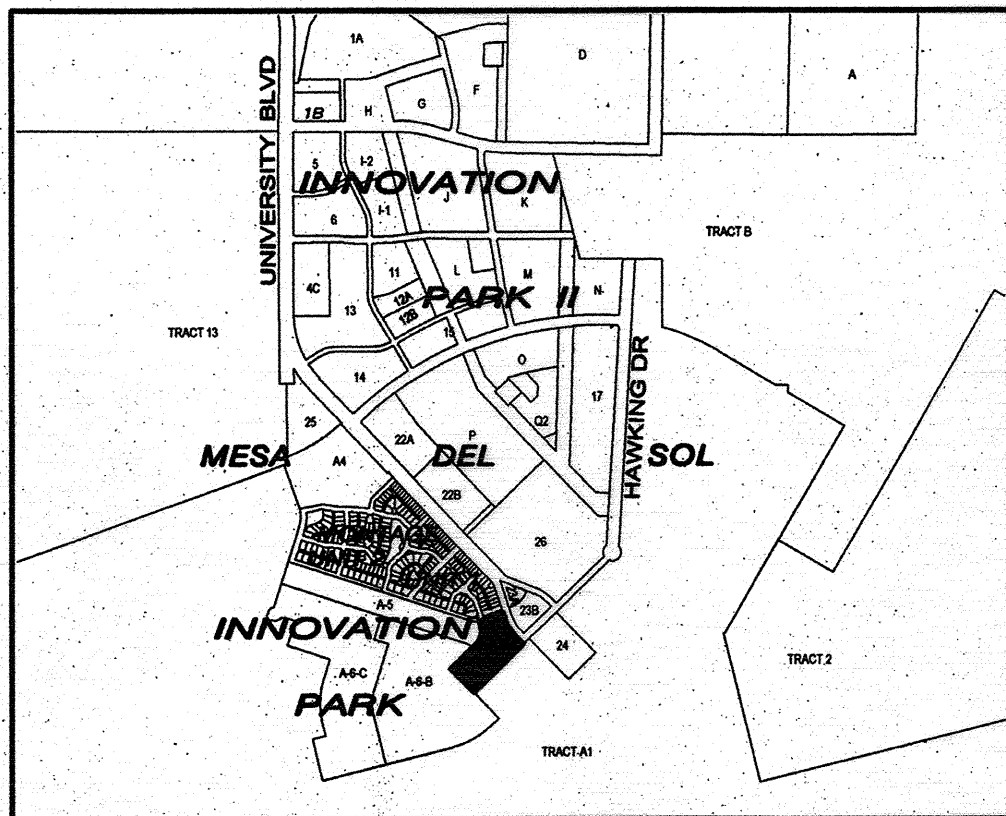 1A
D
A
F
G
H
1B
UNIVERSITY BLVD
5
I-2
INNOVATION
J
K
6
I-1
TRACT B
11
L
M
4C
12A
PARK II
N
12B
13
15
TRACT 13
O
14
17
HAWKING DR
Q2
25
22A
P
MESA DEL SOL
A4
22B
26
A-5
23B
INNOVATION
24
TRACT 2
A-6-C
A-6-B
PARK
TRACT-A1